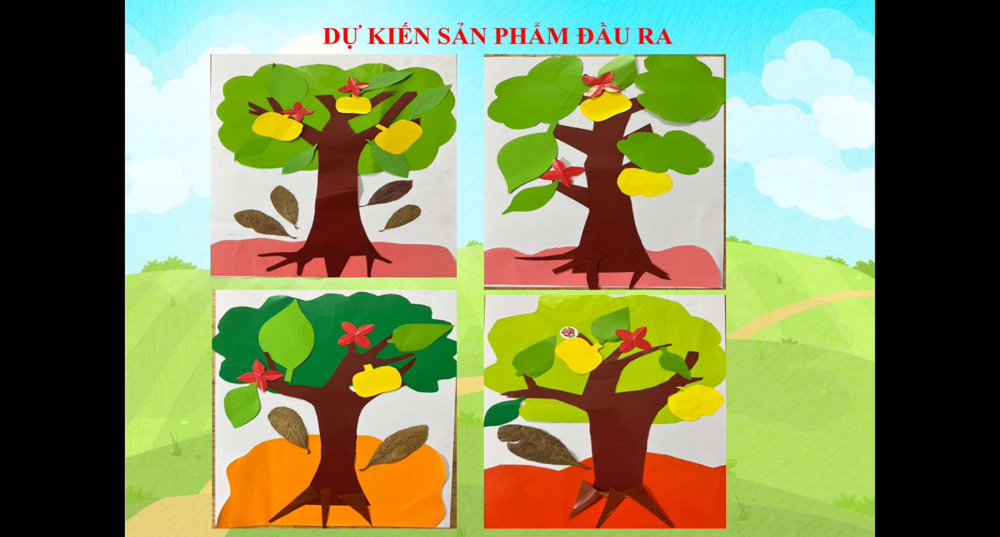 DỰ KIẾN SẢN PHẨM ĐẦU RA